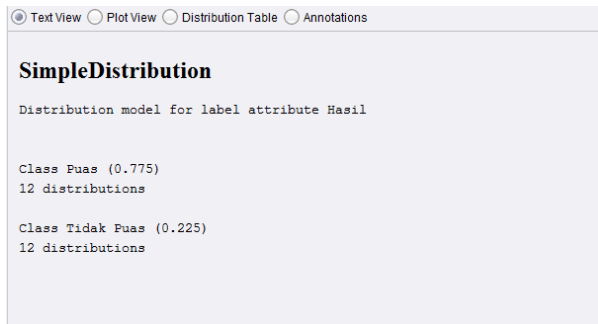 Text View Plot View Distribution Table Annotations
SimpleDistribution
Distribution model for label attribute Hasil
Class Puas (0.775)
12 distributions
Class Tidak Puas (0.225)
12 distributions